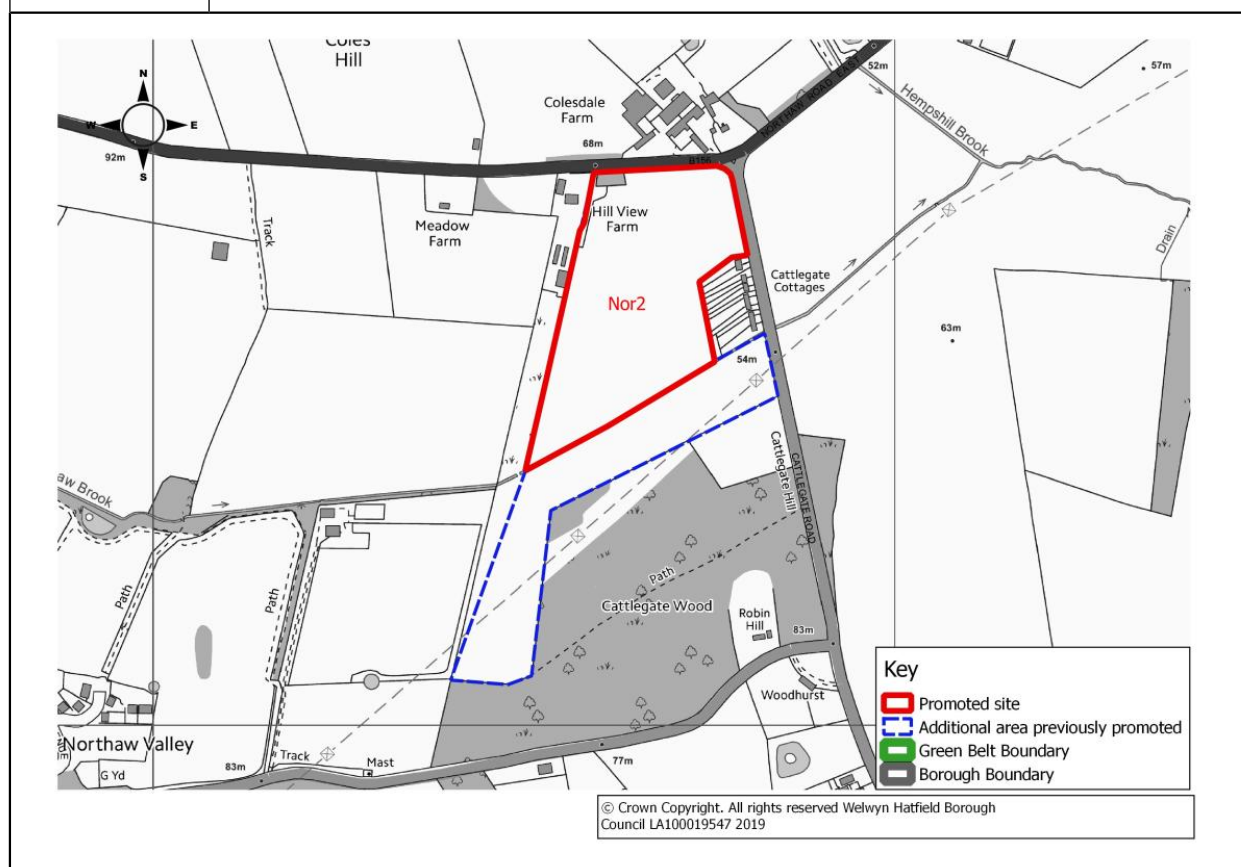 Coles
Hill
N
W
E
S
92m
Colesdale
Farm
68m
B156
NORTHAW ROAD EAST
52m
57m
Hempshill Brook
Track
Meadow
Farm
Hill View
Farm
Drain
Cattlegate
Cottages
Nor2
63m
54m
aw Brook
Cattlegate Hill
CATTLEGATE ROAD
Path
Path
Path
Cattlegate Wood
Robin
Hill
83m
Woodhurst
Northaw Valley
G Yd
83m
Track
Mast
77m
Key
Promoted site
Additional area previously promoted
Green Belt Boundary
Borough Boundary
© Crown Copyright. All rights reserved Welwyn Hatfield Borough
Council LA100019547 2019